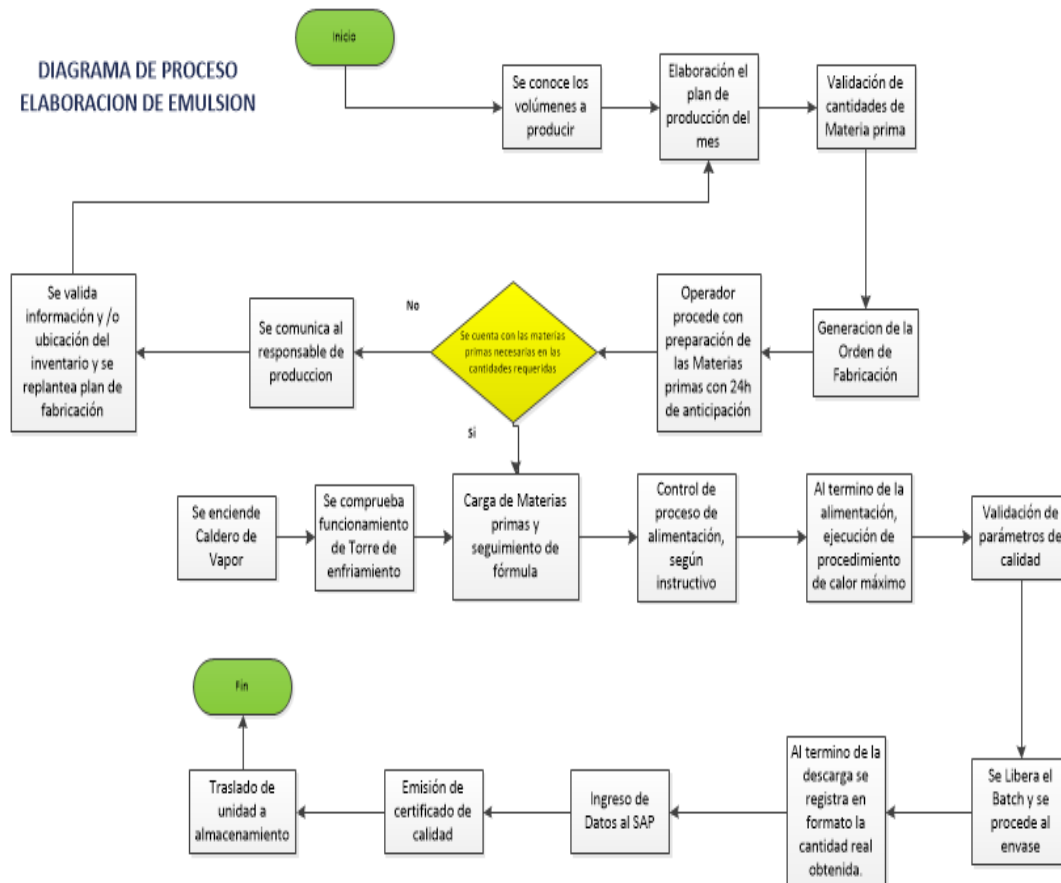 DIAGRAMA DE PROCESO
ELABORACION DE EMULSION
Inicio
Se conoce los
volúmenes a
producir
Elaboración el
plan de
producción del
mes
Validación de
cantidades de
Materia prima
Se valida
información y /o
ubicación del
inventario y se
replantea plan de
fabricación
Se comunica al
responsable de
produccion
No
Se cuenta con las materias
primas necesarias en las
cantidades requeridas
Si
Operador
procede con
preparación de
las Materias
primas con 24h
de anticipación
Generacion de la
Orden de
Fabricación
Se enciende
Caldero de
Vapor
Se comprueba
funcionamiento
de Torre de
enfriamiento
Carga de Materias
primas y
seguimiento de
fórmula
Control de
proceso de
alimentación,
según
instructivo
Al termino de la
alimentación,
ejecución de
procedimiento
de calor máximo
Validación de
parámetros de
calidad
Fin
Traslado de
unidad a
almacenamiento
Emisión de
certificado de
calidad
Ingreso de
Datos al SAP
Al termino de la
descarga se
registra en
formato la
cantidad real
obtenida.
Se Libera el
Batch y se
procede al
envase